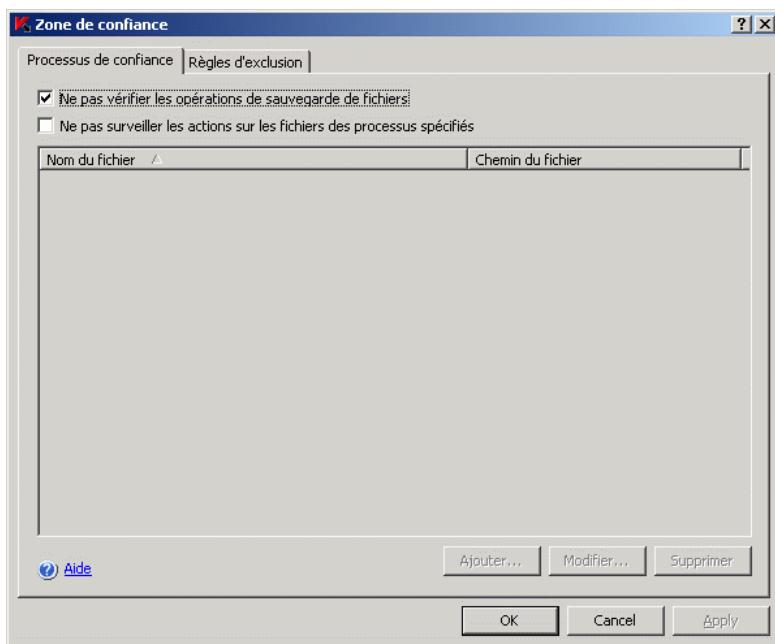 Zone de confiance
Processus de confiance
Règles d'exclusion
Ne pas vérifier les opérations de sauvegarde de fichiers
Ne pas surveiller les actions sur les fichiers des processus spécifiés
Nom du fichier
Chemin du fichier
Aide
Ajouter...
Modifier...
Supprimer
OK
Cancel
Apply